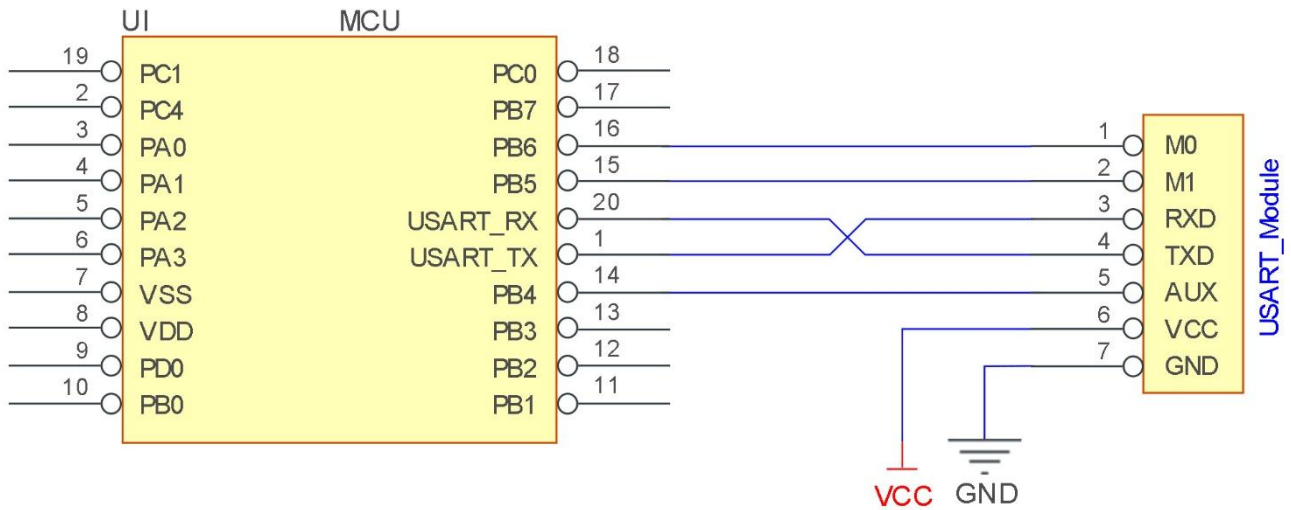 UI MCU
19 PC1 PC0 18
2 PC4 PB7 17
3 PA0 PB6 16 1 M0
4 PA1 PB5 15 2 M1
5 PA2 USART_RX 20 3 RXD
6 PA3 USART_TX 1 4 TXD
7 VSS PB4 14 5 AUX
8 VDD PB3 13 6 VCC
9 PD0 PB2 12 7 GND
10 PB0 PB1 11
USART_Module
VCC GND